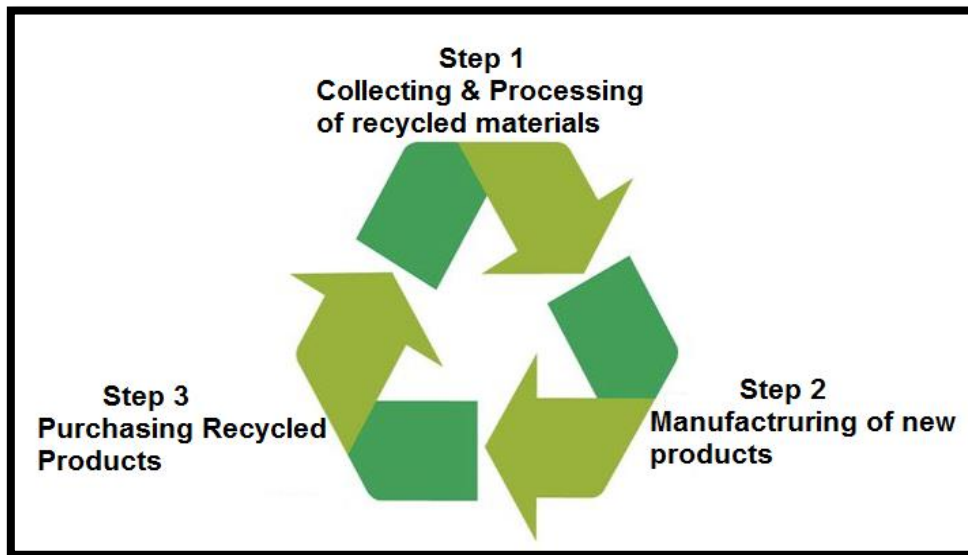 Step 1
Collecting & Processing
of recycled materials
Step 2
Manufactruring of new
products
Step 3
Purchasing Recycled
Products